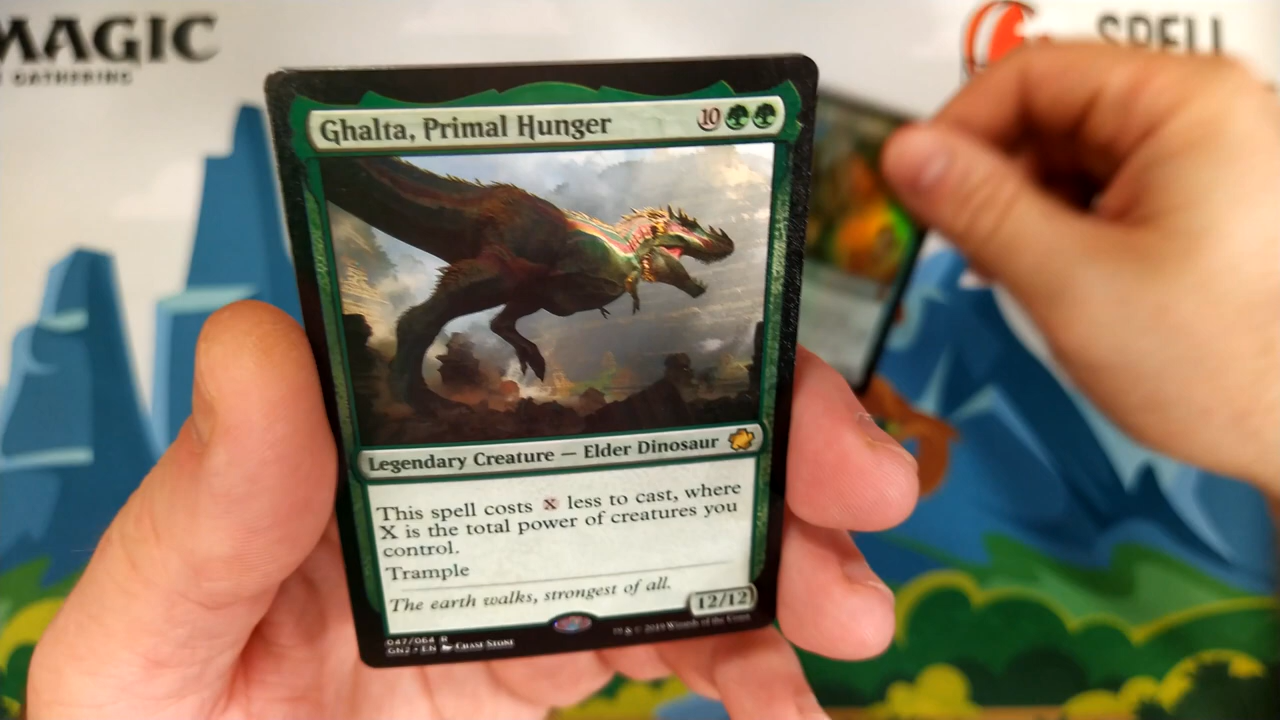 MAGIC
GATHERING
SPELL
Ghalta, Primal Hunger 10
Legendary Creature — Elder Dinosaur
This spell costs X less to cast, where
X is the total power of creatures you
control.
Trample
The earth walks, strongest of all.
12/12
047/064 R
GN2 • EN Chase Stone
™ & © 2019 Wizards of the Coast